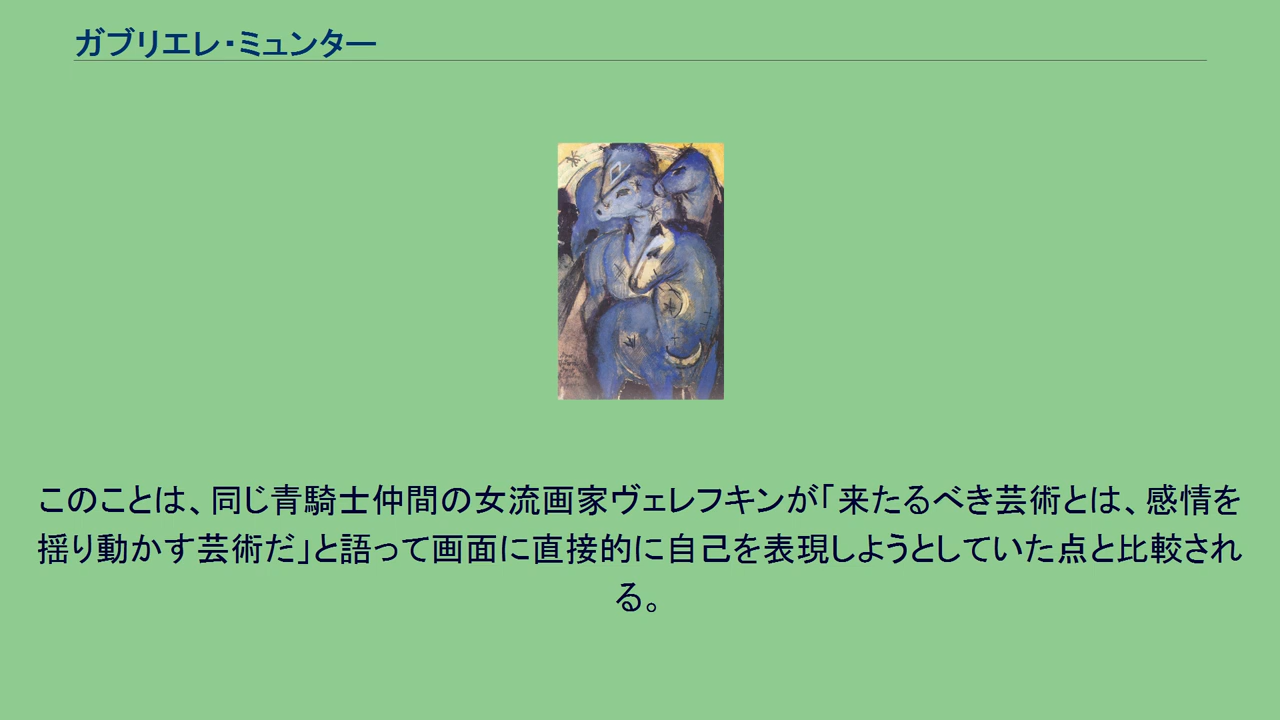 ガブリエレ・ミュンター
このことは、同じ青騎士仲間の女流画家ヴェレフキンが「来たるべき芸術とは、感情を
揺り動かす芸術だ」と語って画面に直接的に自己を表現しようとしていた点と比較され
る。